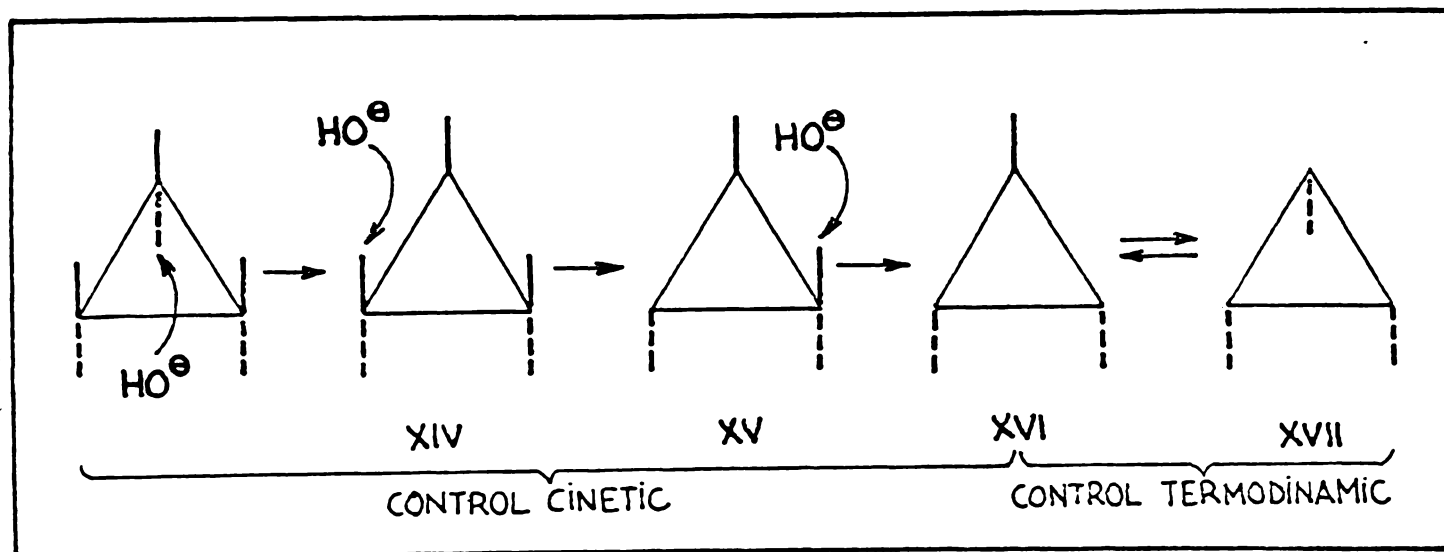 HO⊖
HO⊖
HO⊖
XIV
XV
XVI
XVII
CONTROL CINETIC
CONTROL TERMODINAMIC